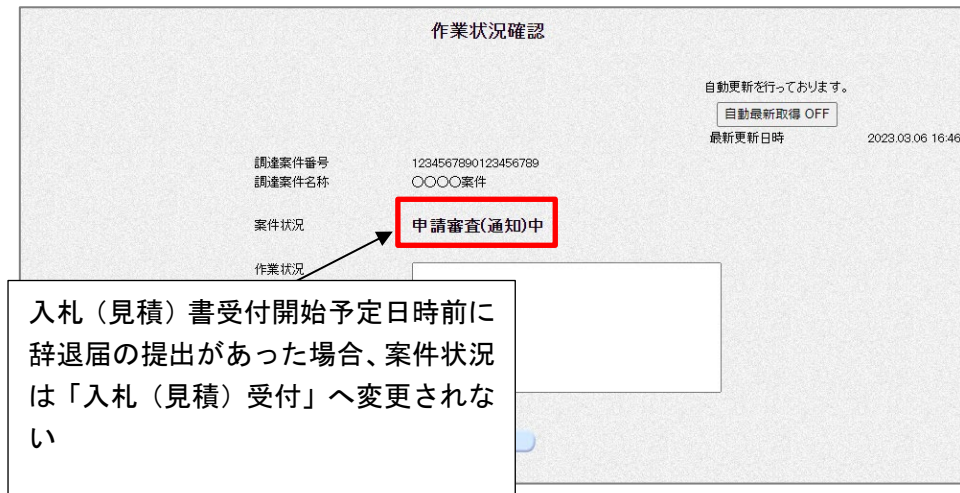 作業状況確認
自動更新を行っております。
自動最新取得 OFF
最新更新日時 2023.03.06 16:46
調達案件番号 1234567890123456789
調達案件名称 〇〇〇〇案件
案件状況 申請審査(通知)中
作業状況
入札（見積）書受付開始予定日時前に
辞退届の提出があった場合、案件状況
は「入札（見積）受付」へ変更されな
い